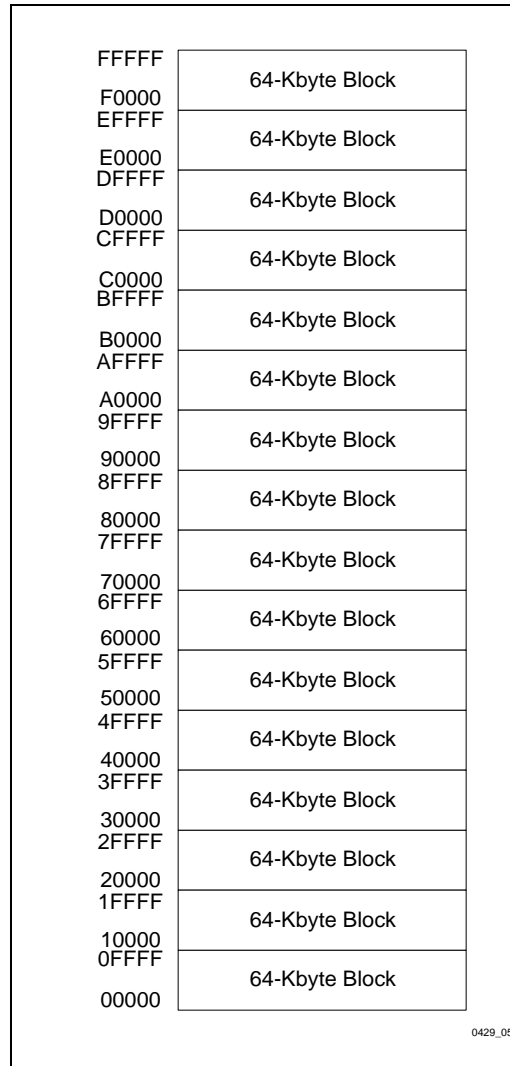 FFFFF
64-Kbyte Block
F0000
EFFFF
64-Kbyte Block
E0000
DFFFF
64-Kbyte Block
D0000
CFFFF
64-Kbyte Block
C0000
BFFFF
64-Kbyte Block
B0000
AFFFF
64-Kbyte Block
A0000
9FFFF
64-Kbyte Block
90000
8FFFF
64-Kbyte Block
80000
7FFFF
64-Kbyte Block
70000
6FFFF
64-Kbyte Block
60000
5FFFF
64-Kbyte Block
50000
4FFFF
64-Kbyte Block
40000
3FFFF
64-Kbyte Block
30000
2FFFF
64-Kbyte Block
20000
1FFFF
64-Kbyte Block
10000
0FFFF
64-Kbyte Block
00000
0429_05